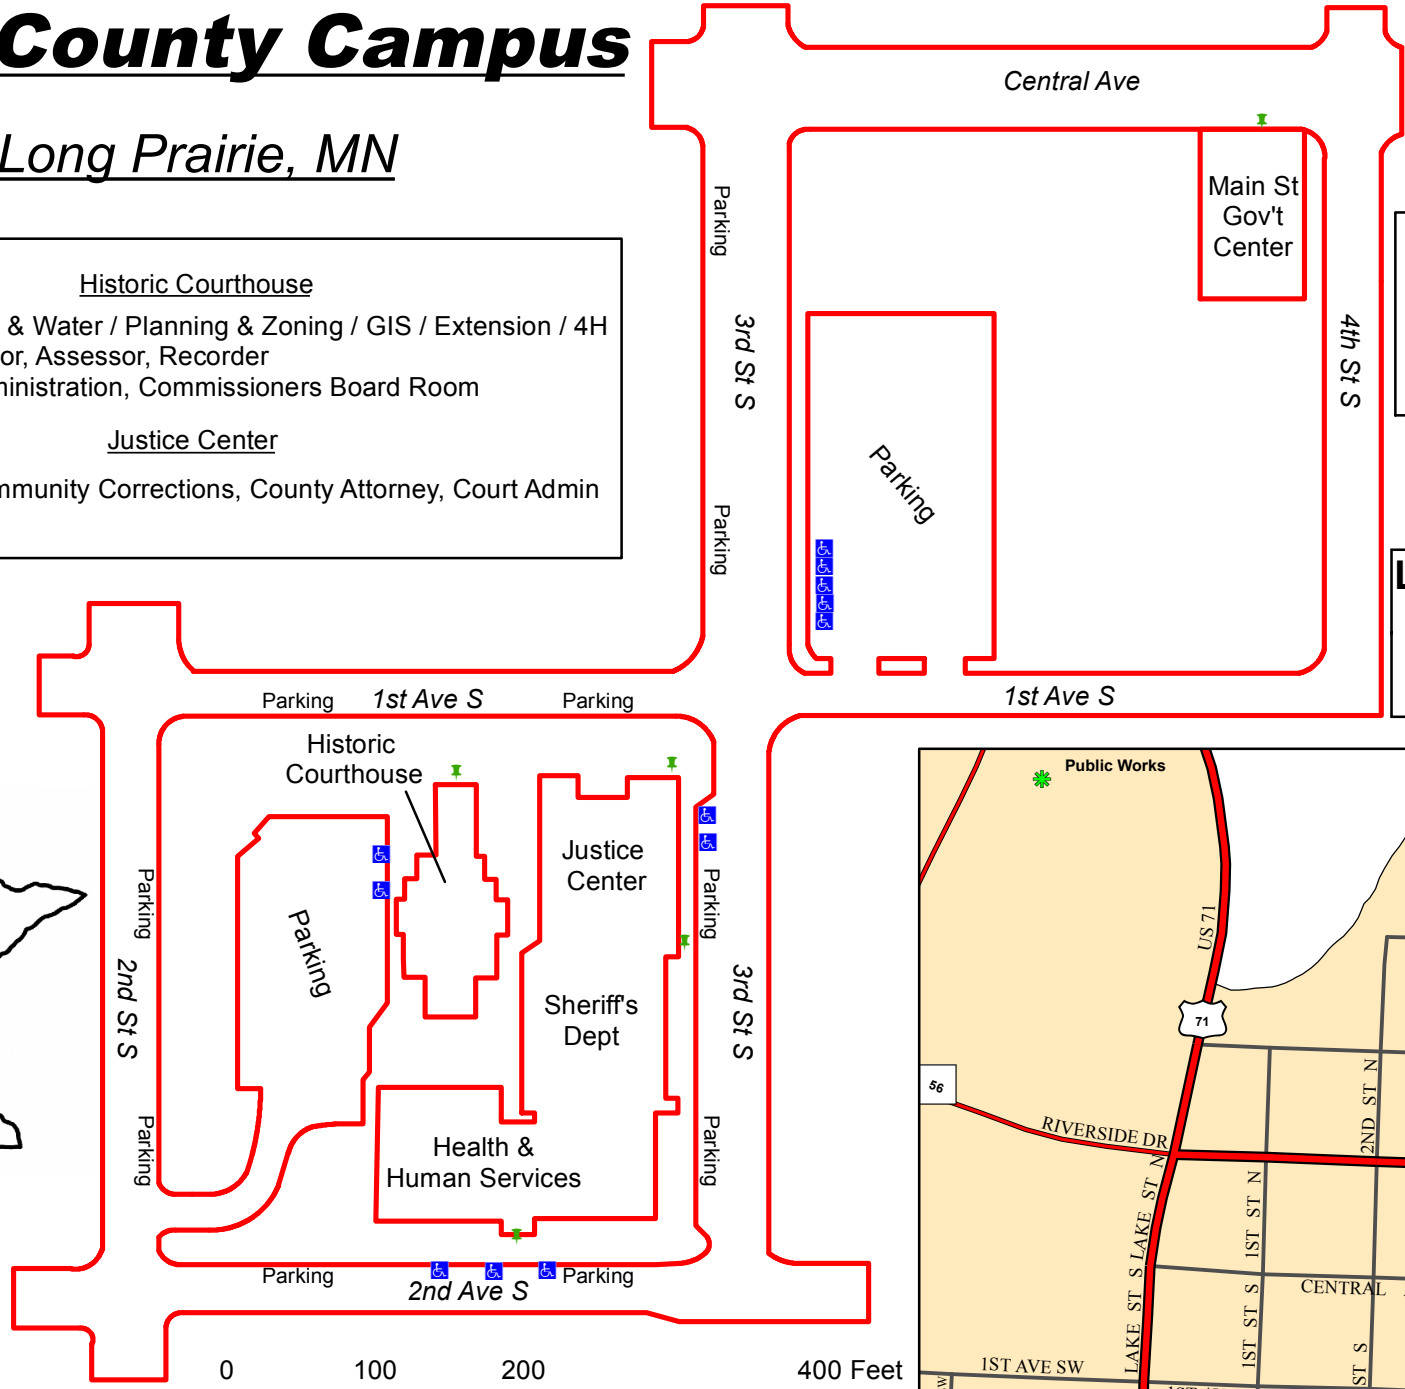 County Campus
Long Prairie, MN
Historic Courthouse
& Water / Planning & Zoning / GIS / Extension / 4H
or, Assessor, Recorder
ministration, Commissioners Board Room
Justice Center
mmunity Corrections, County Attorney, Court Admin
Central Ave
Main St
Gov't
Center
Parking
3rd St S
4th St S
Parking
Parking
L
Parking
1st Ave S
Parking
1st Ave S
Historic
Courthouse
Justice
Center
Parking
Parking
Parking
2nd St S
Sheriff's
Dept
3rd St S
Parking
Health &
Human Services
Parking
Parking
Parking
2nd Ave S
0
100
200
400 Feet
Public Works
US 71
71
56
RIVERSIDE DR
2ND ST N
LAKE ST N
1ST ST N
LAKE ST S
1ST ST S
CENTRAL
ST S
1ST AVE SW